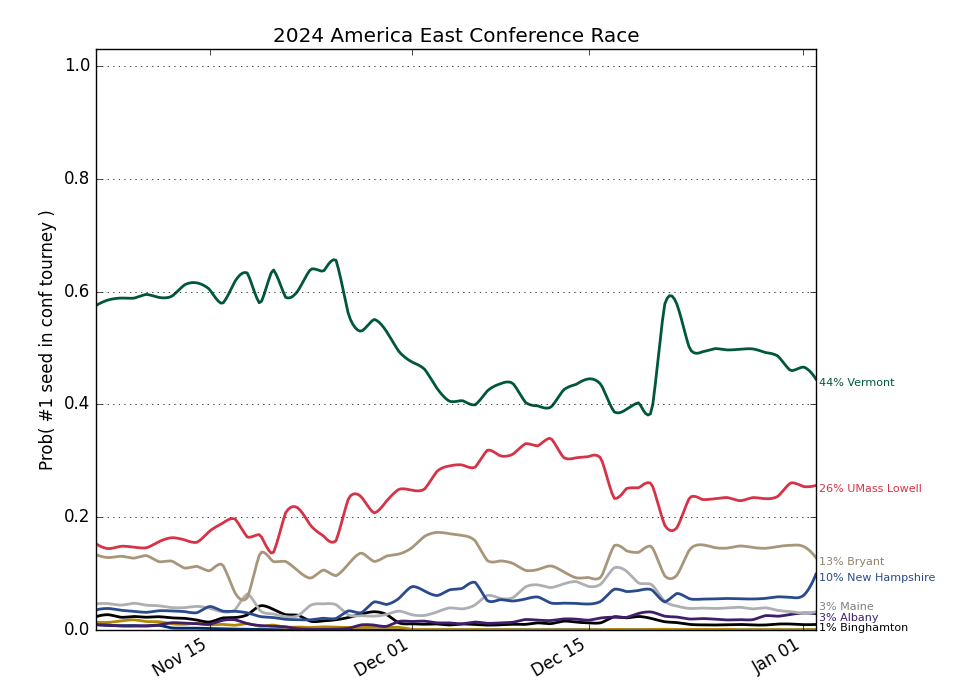 2024 America East Conference Race
1.0
0.8
0.6
0.4
0.2
0.0
Prob( #1 seed in conf tourney )
44% Vermont
26% UMass Lowell
13% Bryant
10% New Hampshire
3% Maine
3% Albany
1% Binghamton
Nov 15
Dec 01
Dec 15
Jan 01